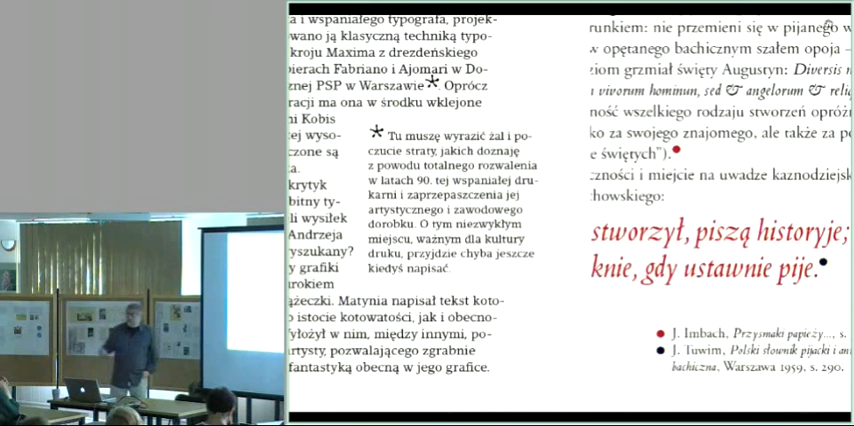 a i wspaniałego typografa, projek-
wano ją klasyczną techniką typo-
kroju Maxima z drezdeńskiego
pierach Fabriano i Ajomari w Do-
znej PSP w Warszawie*. Oprócz
racji ma ona w środku wklejone
ni Kobis
tej wyso-
czone są
a.
krytyk
bitny ty-
li wysiłek
Andrzeja
yszukany?
y grafiki
urokiem
* Tu muszę wyrazić żal i po-
czucie straty, jakich doznaję
z powodu totalnego rozwalenia
w latach 90. tej wspaniałej dru-
karni i zaprzepaszczenia jej
artystycznego i zawodowego
dorobku. O tym niezwykłym
miejscu, ważnym dla kultury
druku, przyjdzie chyba jeszcze
kiedyś napisać.
ążeczki. Matynia napisał tekst koto-
o istocie kotowatości, jak i obecno-
yłożył w nim, między innymi, po-
rtysty, pozwalającego zgrabnie
fantastyką obecną w jego grafice.
runkiem: nie przemieni się w pijanego w
w opętanego bachicznym szałem opoja –
ziom grzmiał święty Augustyn: Diversis
vivorum hominun, sed & angelorum & reli
ność wszelkiego rodzaju stworzeń opróż
ko za swojego znajomego, ale także za p
e świętych”).●
czności i miejcie na uwadze kaznodziejsk
chowskiego:
stworzył, piszą historyje;
knie, gdy ustawnie pije.●
● J. Imbach, Przysmaki papieży..., s.
● J. Tuwim, Polski słownik pijacki i an
bachiczna, Warszawa 1959, s. 290.